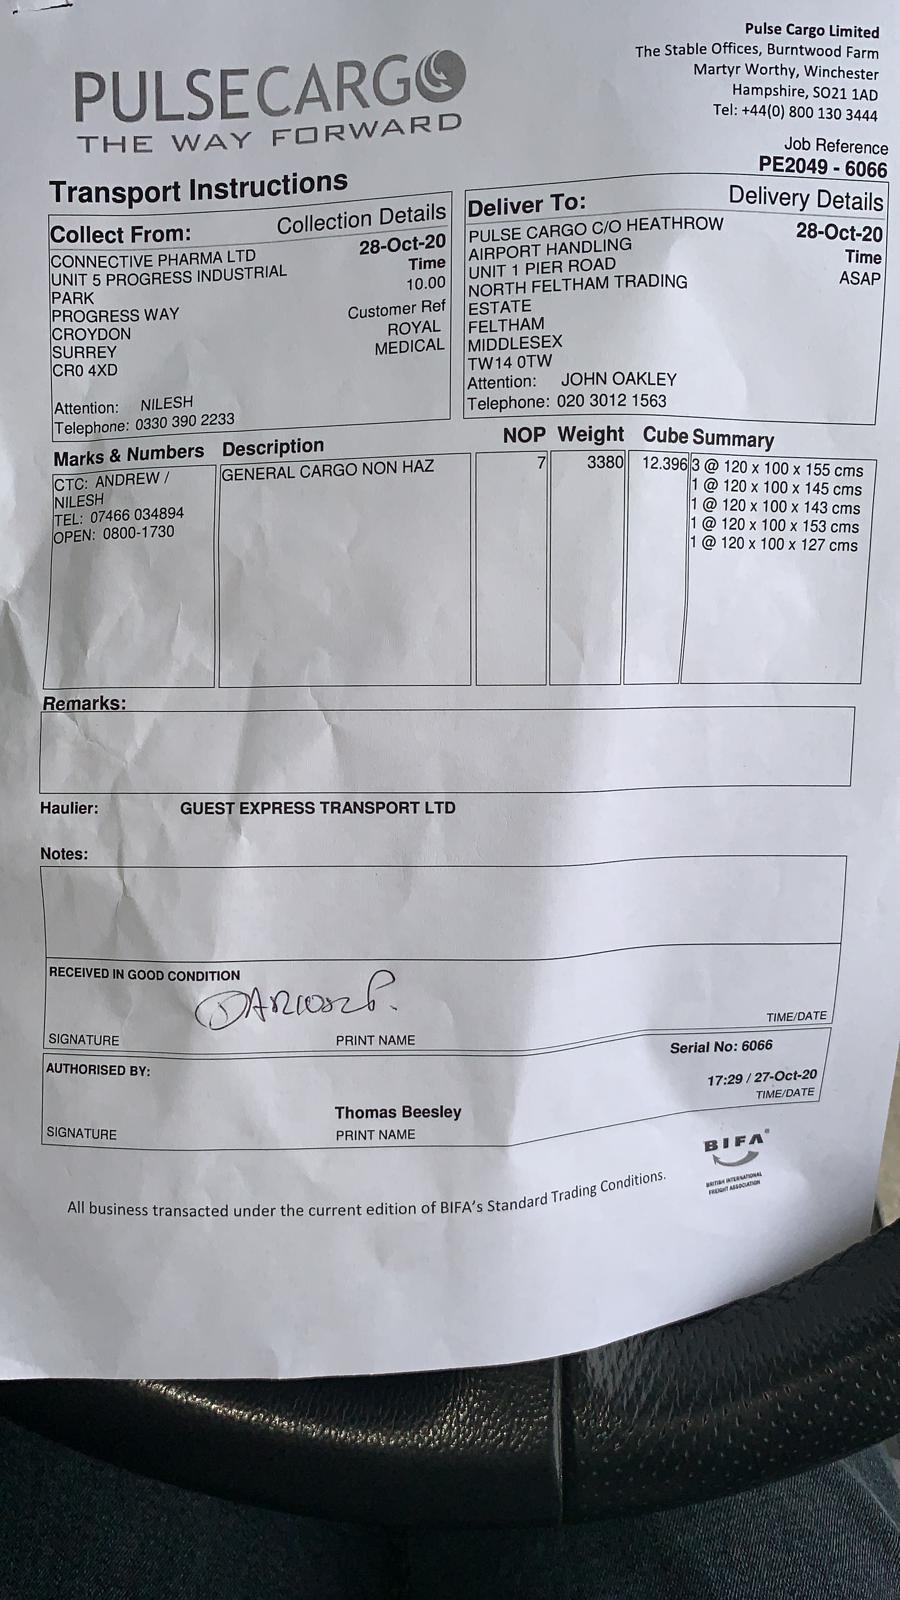 Pulse Cargo Limited
The Stable Offices, Burntwood Farm
Martyr Worthy, Winchester
Hampshire, SO21 1AD
Tel: +44(0) 800 130 3444
PULSECARGO
THE WAY FORWARD
Job Reference
PE2049 - 6066
Transport Instructions
Collect From:
Collection Details
CONNECTIVE PHARMA LTD
UNIT 5 PROGRESS INDUSTRIAL
PARK
PROGRESS WAY
CROYDON
SURREY
CR0 4XD
28-Oct-20
Time
10.00
Customer Ref
ROYAL
MEDICAL
Attention: NILESH
Telephone: 0330 390 2233
Deliver To:
Delivery Details
PULSE CARGO C/O HEATHROW
AIRPORT HANDLING
UNIT 1 PIER ROAD
NORTH FELTHAM TRADING
ESTATE
FELTHAM
MIDDLESEX
TW14 0TW
28-Oct-20
Time
ASAP
Attention: JOHN OAKLEY
Telephone: 020 3012 1563
Marks & Numbers Description NOP Weight Cube Summary
CTC: ANDREW /
NILESH
TEL: 07466 034894
OPEN: 0800-1730
GENERAL CARGO NON HAZ
7
3380
12.396
3 @ 120 x 100 x 155 cms
1 @ 120 x 100 x 145 cms
1 @ 120 x 100 x 143 cms
1 @ 120 x 100 x 153 cms
1 @ 120 x 100 x 127 cms
Remarks:
Haulier: GUEST EXPRESS TRANSPORT LTD
Notes:
RECEIVED IN GOOD CONDITION
SIGNATURE PRINT NAME TIME/DATE
Serial No: 6066
AUTHORISED BY:
17:29 / 27-Oct-20
TIME/DATE
Thomas Beesley
SIGNATURE PRINT NAME
BIFA
BRITISH INTERNATIONAL
FREIGHT ASSOCIATION
All business transacted under the current edition of BIFA's Standard Trading Conditions.